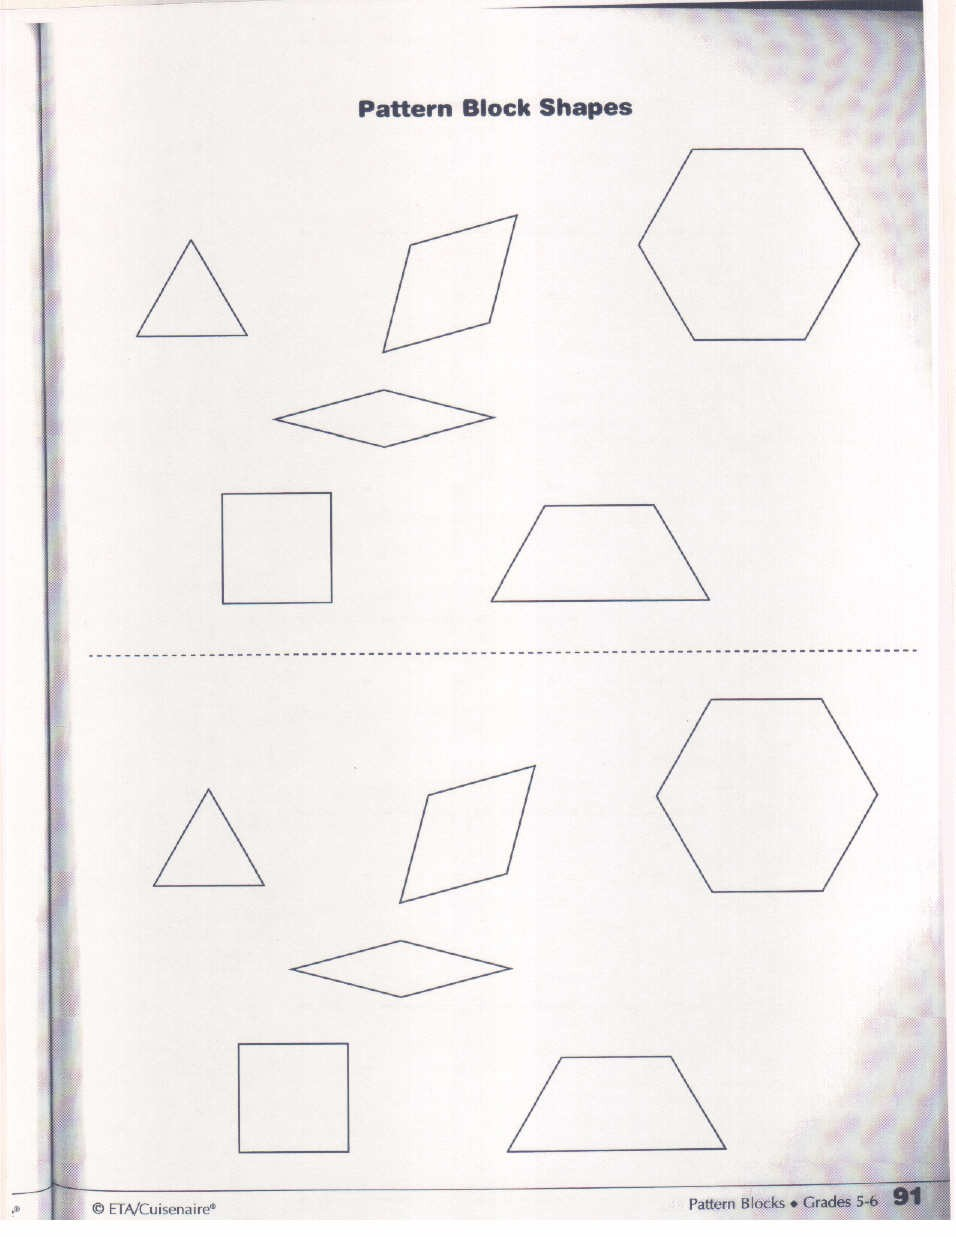 Pattern Block Shapes
© ETA/Cuisenaire®
Pattern Blocks ● Grades 5-6 91